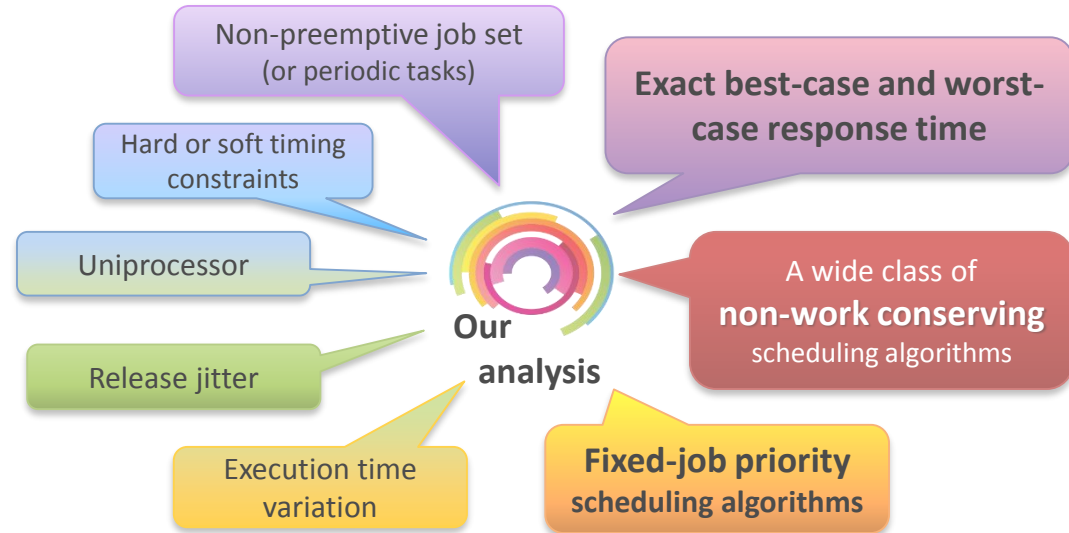 Non-preemptive job set
(or periodic tasks)
Exact best-case and worst-
case response time
Hard or soft timing
constraints
Uniprocessor
A wide class of
non-work conserving
scheduling algorithms
Our
analysis
Release jitter
Execution time
variation
Fixed-job priority
scheduling algorithms